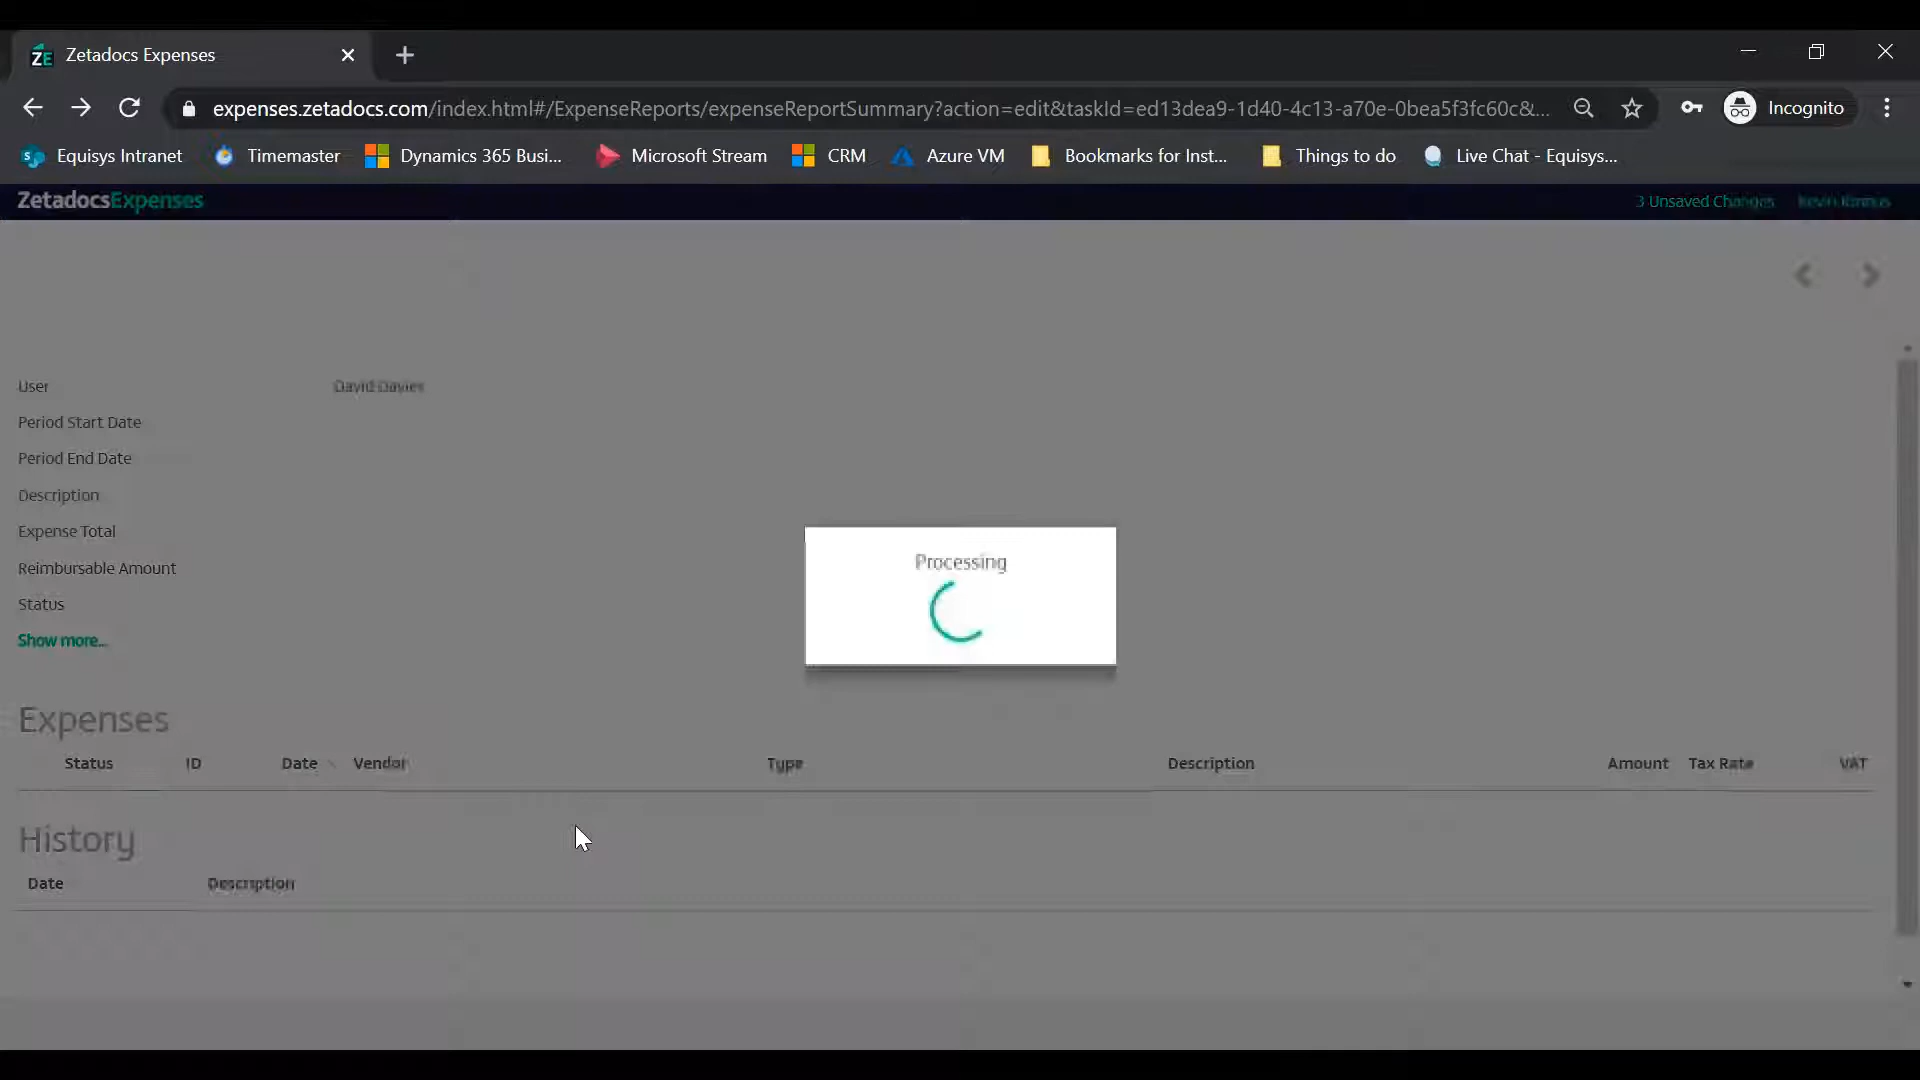 Zetadocs Expenses
expenses.zetadocs.com/index.html#/ExpenseReports/expenseReportSummary?action=edit&taskId=ed13dea9-1d40-4c13-a70e-0bea5f3fc60c&...
Incognito
Equisys Intranet
Timemaster
Dynamics 365 Busi...
Microsoft Stream
CRM
Azure VM
Bookmarks for Inst...
Things to do
Live Chat - Equisys...
ZetadocsExpenses
3 Unsaved Changes
Kevin
User David Davies
Period Start Date
Period End Date
Description
Expense Total
Reimbursable Amount
Status
Show more...
Processing
Expenses
Status ID Date Vendor Type Description Amount Tax Rate VAT
History
Date Description